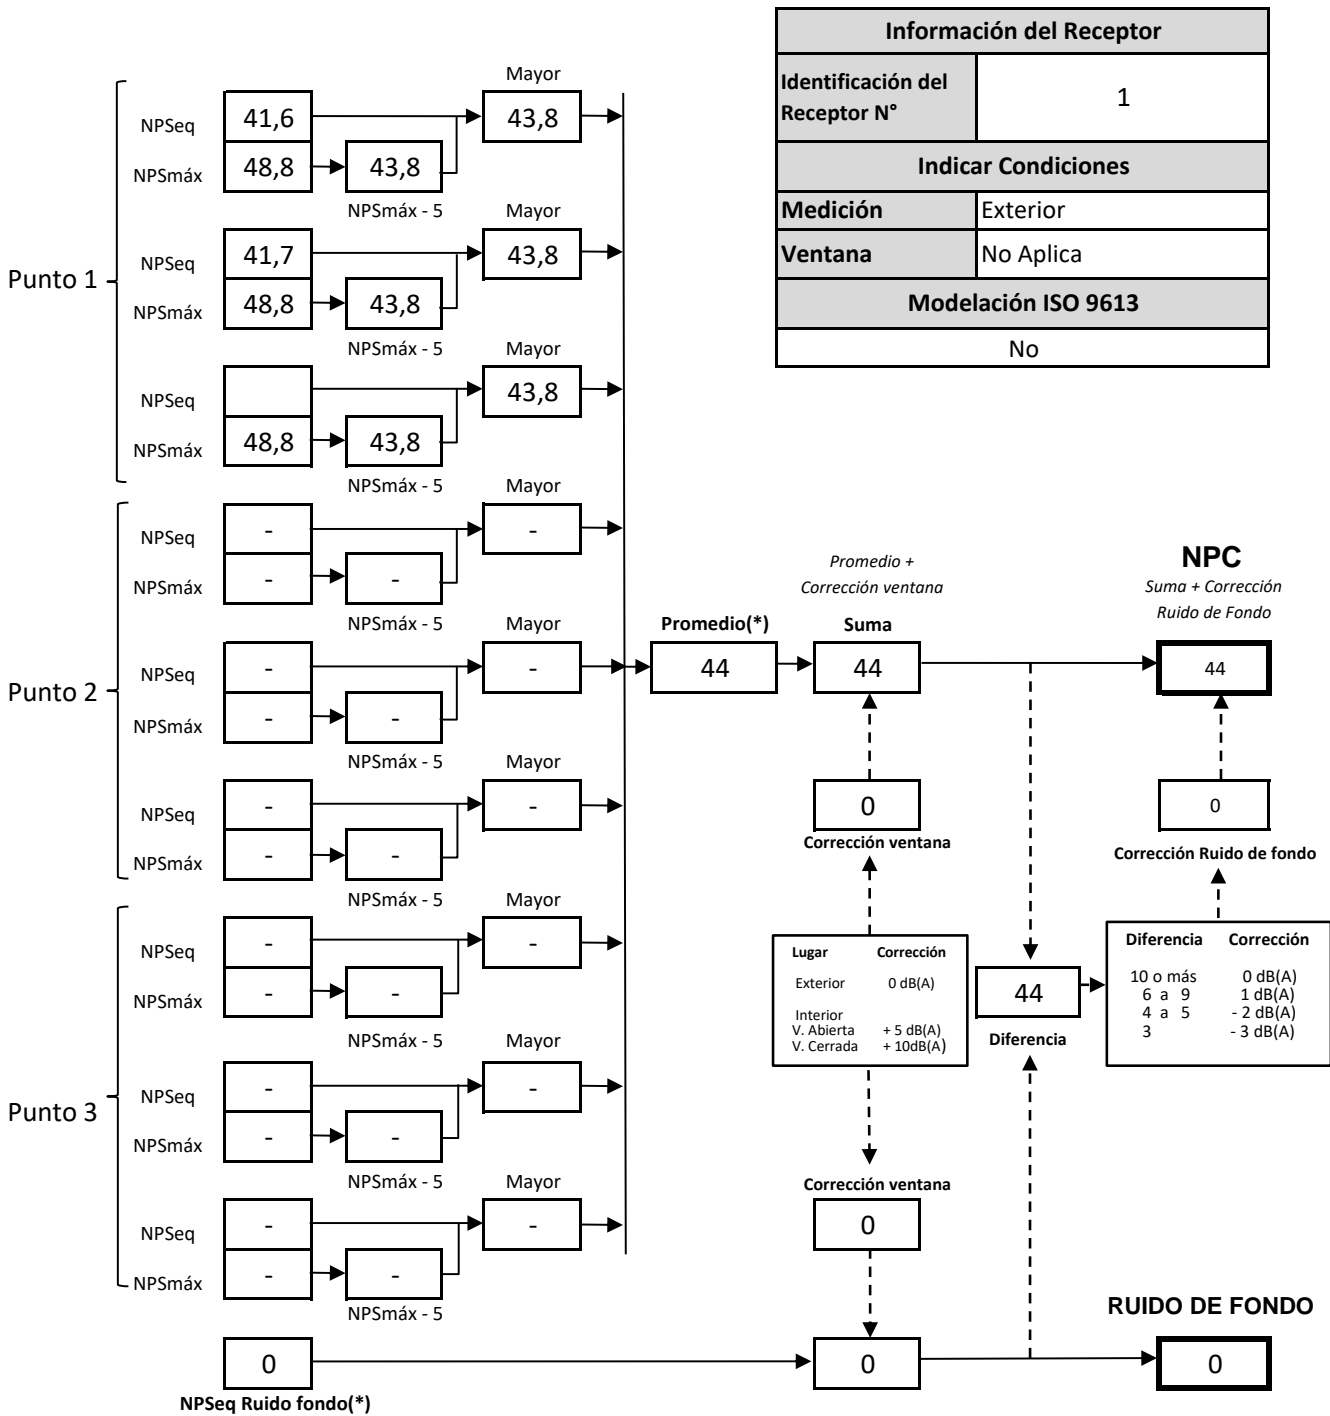 Información del Receptor
Identificación del Receptor N° 1
Indicar Condiciones
Medición Exterior
Ventana No Aplica
Modelación ISO 9613
No
Punto 1
Mayor
NPSeq 41,6 43,8
NPSmáx 48,8 43,8
NPSmáx - 5
Mayor
NPSeq 41,7 43,8
NPSmáx 48,8 43,8
NPSmáx - 5
Mayor
NPSeq 43,8
NPSmáx 48,8 43,8
NPSmáx - 5
Punto 2
Mayor
NPSeq - -
NPSmáx - -
NPSmáx - 5
Mayor
NPSeq - -
NPSmáx - -
NPSmáx - 5
Mayor
NPSeq - -
NPSmáx - -
NPSmáx - 5
Punto 3
Mayor
NPSeq - -
NPSmáx - -
NPSmáx - 5
Mayor
NPSeq - -
NPSmáx - -
NPSmáx - 5
Mayor
NPSeq - -
NPSmáx - -
NPSmáx - 5
0
NPSeq Ruido fondo(*)
Promedio(*)
44
Promedio +
Corrección ventana
Suma
44
0
Corrección ventana
Lugar Corrección
Exterior 0 dB(A)
Interior
V. Abierta + 5 dB(A)
V. Cerrada + 10dB(A)
Corrección ventana
0
0
44
Diferencia
NPC
Suma + Corrección
Ruido de Fondo
44
0
Corrección Ruido de fondo
Diferencia Corrección
10 o más 0 dB(A)
6 a 9 1 dB(A)
4 a 5 - 2 dB(A)
3 - 3 dB(A)
RUIDO DE FONDO
0